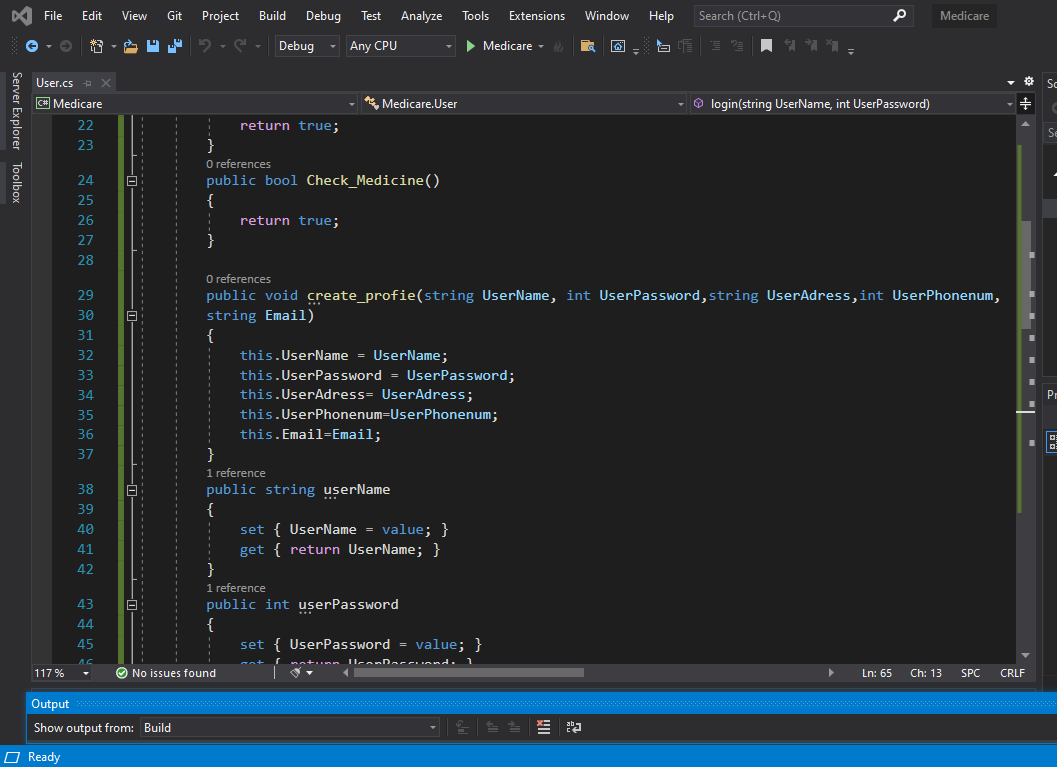 File Edit View Git Project Build Debug Test Analyze Tools Extensions Window Help Search (Ctrl+Q) Medicare
Debug Any CPU Medicare
Server Explorer
Toolbox
User.cs
C# Medicare Medicare.User login(string UserName, int UserPassword)
22 return true;
23 }
0 references
24 public bool Check_Medicine()
25 {
26 return true;
27 }
28
0 references
29 public void create_profie(string UserName, int UserPassword,string UserAdress,int UserPhonenum,
30 string Email)
31 {
32 this.UserName = UserName;
33 this.UserPassword = UserPassword;
34 this.UserAdress= UserAdress;
35 this.UserPhonenum=UserPhonenum;
36 this.Email=Email;
37 }
1 reference
38 public string userName
39 {
40 set { UserName = value; }
41 get { return UserName; }
42 }
1 reference
43 public int userPassword
44 {
45 set { UserPassword = value; }
46 get { return UserPassword; }
117 % No issues found Ln: 65 Ch: 13 SPC CRLF
Output
Show output from: Build
Ready